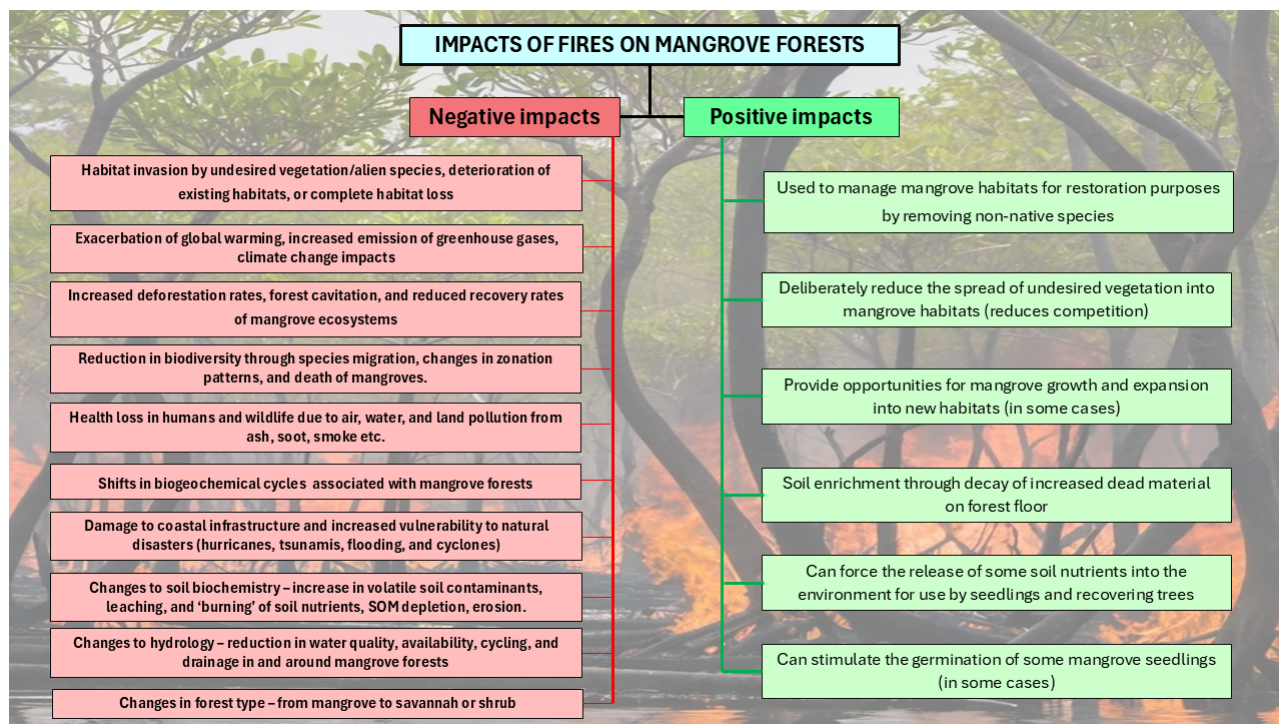 IMPACTS OF FIRES ON MANGROVE FORESTS
Negative impacts
Habitat invasion by undesired vegetation/alien species, deterioration of
existing habitats, or complete habitat loss
Exacerbation of global warming, increased emission of greenhouse gases,
climate change impacts
Increased deforestation rates, forest cavitation, and reduced recovery rates
of mangrove ecosystems
Reduction in biodiversity through species migration, changes in zonation
patterns, and death of mangroves.
Health loss in humans and wildlife due to air, water, and land pollution from
ash, soot, smoke etc.
Shifts in biogeochemical cycles associated with mangrove forests
Damage to coastal infrastructure and increased vulnerability to natural
disasters (hurricanes, tsunamis, flooding, and cyclones)
Changes to soil biochemistry – increase in volatile soil contaminants,
leaching, and ‘burning’ of soil nutrients, SOM depletion, erosion.
Changes to hydrology – reduction in water quality, availability, cycling, and
drainage in and around mangrove forests
Changes in forest type – from mangrove to savannah or shrub
Positive impacts
Used to manage mangrove habitats for restoration purposes
by removing non-native species
Deliberately reduce the spread of undesired vegetation into
mangrove habitats (reduces competition)
Provide opportunities for mangrove growth and expansion
into new habitats (in some cases)
Soil enrichment through decay of increased dead material
on forest floor
Can force the release of some soil nutrients into the
environment for use by seedlings and recovering trees
Can stimulate the germination of some mangrove seedlings
(in some cases)